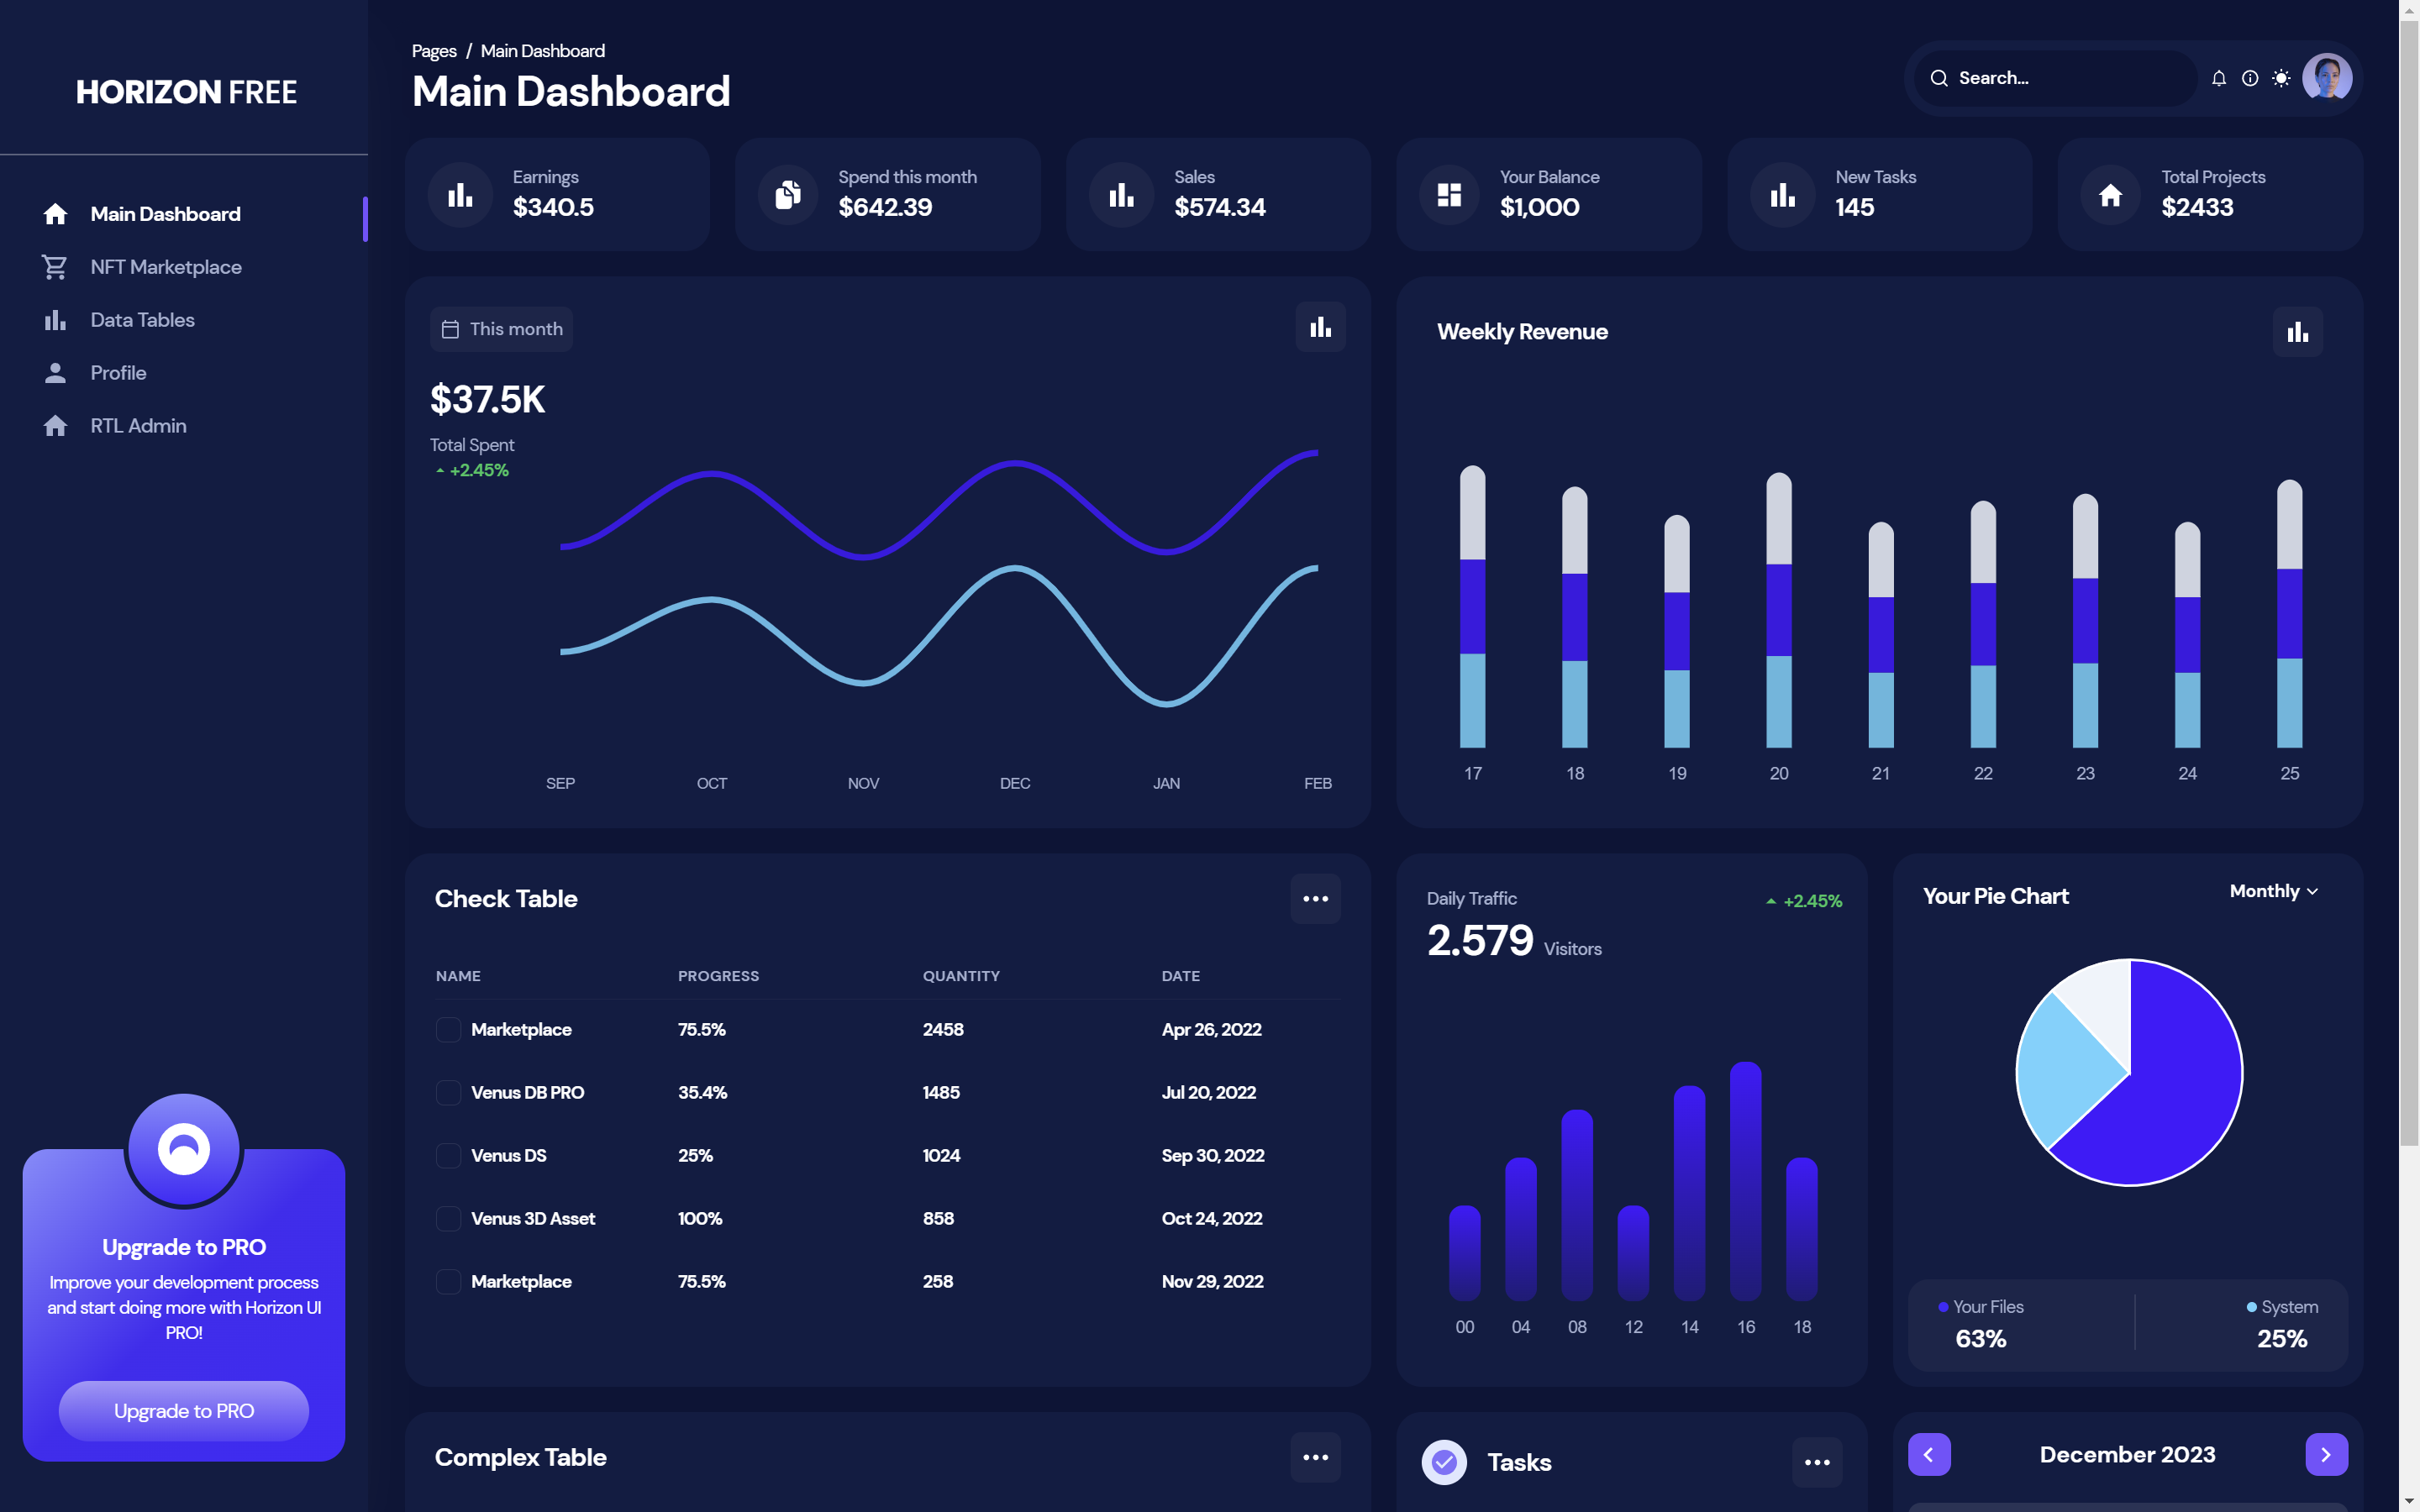 HORIZON FREE
Main Dashboard
NFT Marketplace
Data Tables
Profile
RTL Admin
Upgrade to PRO
Improve your development process
and start doing more with Horizon UI
PRO!
Upgrade to PRO
Pages / Main Dashboard
Main Dashboard
Search...
Earnings
$340.5
Spend this month
$642.39
Sales
$574.34
Your Balance
$1,000
New Tasks
145
Total Projects
$2433
This month
$37.5K
Total Spent
+2.45%
SEP OCT NOV DEC JAN FEB
Weekly Revenue
17 18 19 20 21 22 23 24 25
Check Table
NAME PROGRESS QUANTITY DATE
Marketplace 75.5% 2458 Apr 26, 2022
Venus DB PRO 35.4% 1485 Jul 20, 2022
Venus DS 25% 1024 Sep 30, 2022
Venus 3D Asset 100% 858 Oct 24, 2022
Marketplace 75.5% 258 Nov 29, 2022
Daily Traffic
+2.45%
2.579 Visitors
00 04 08 12 14 16 18
Your Pie Chart
Monthly
Your Files
63%
System
25%
Complex Table
Tasks
December 2023